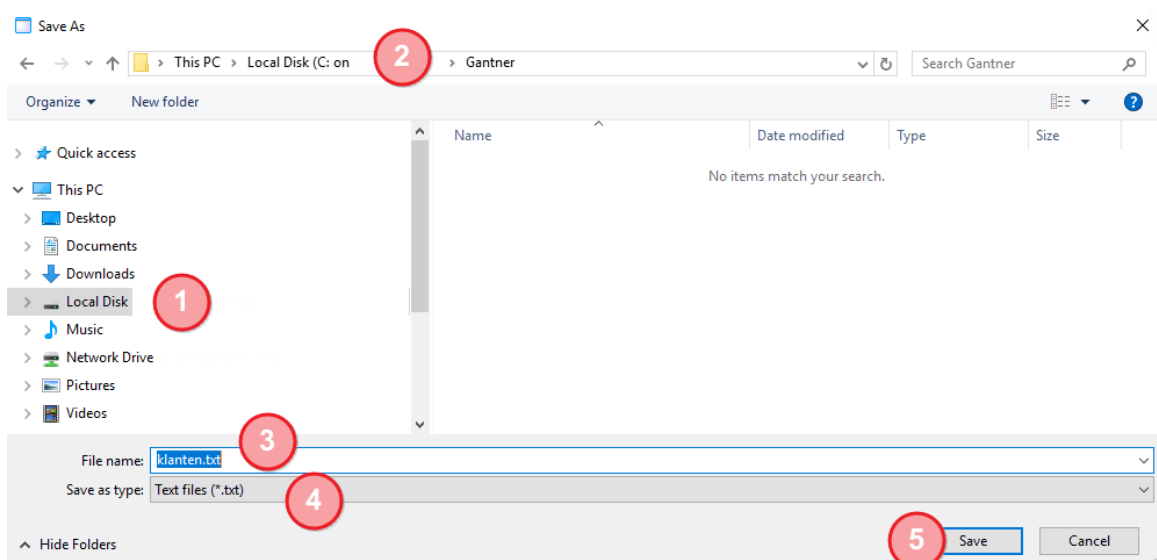 Save As
This PC > Local Disk (C: on 2 > Gantner
Search Gantner
Organize New folder
?
Name Date modified Type Size
Quick access
No items match your search.
This PC
Desktop
Documents
Downloads
Local Disk 1
Music
Network Drive
Pictures
Videos
3
File name: klanten.txt
Save as type: Text files (*.txt)
4
Hide Folders 5 Save Cancel